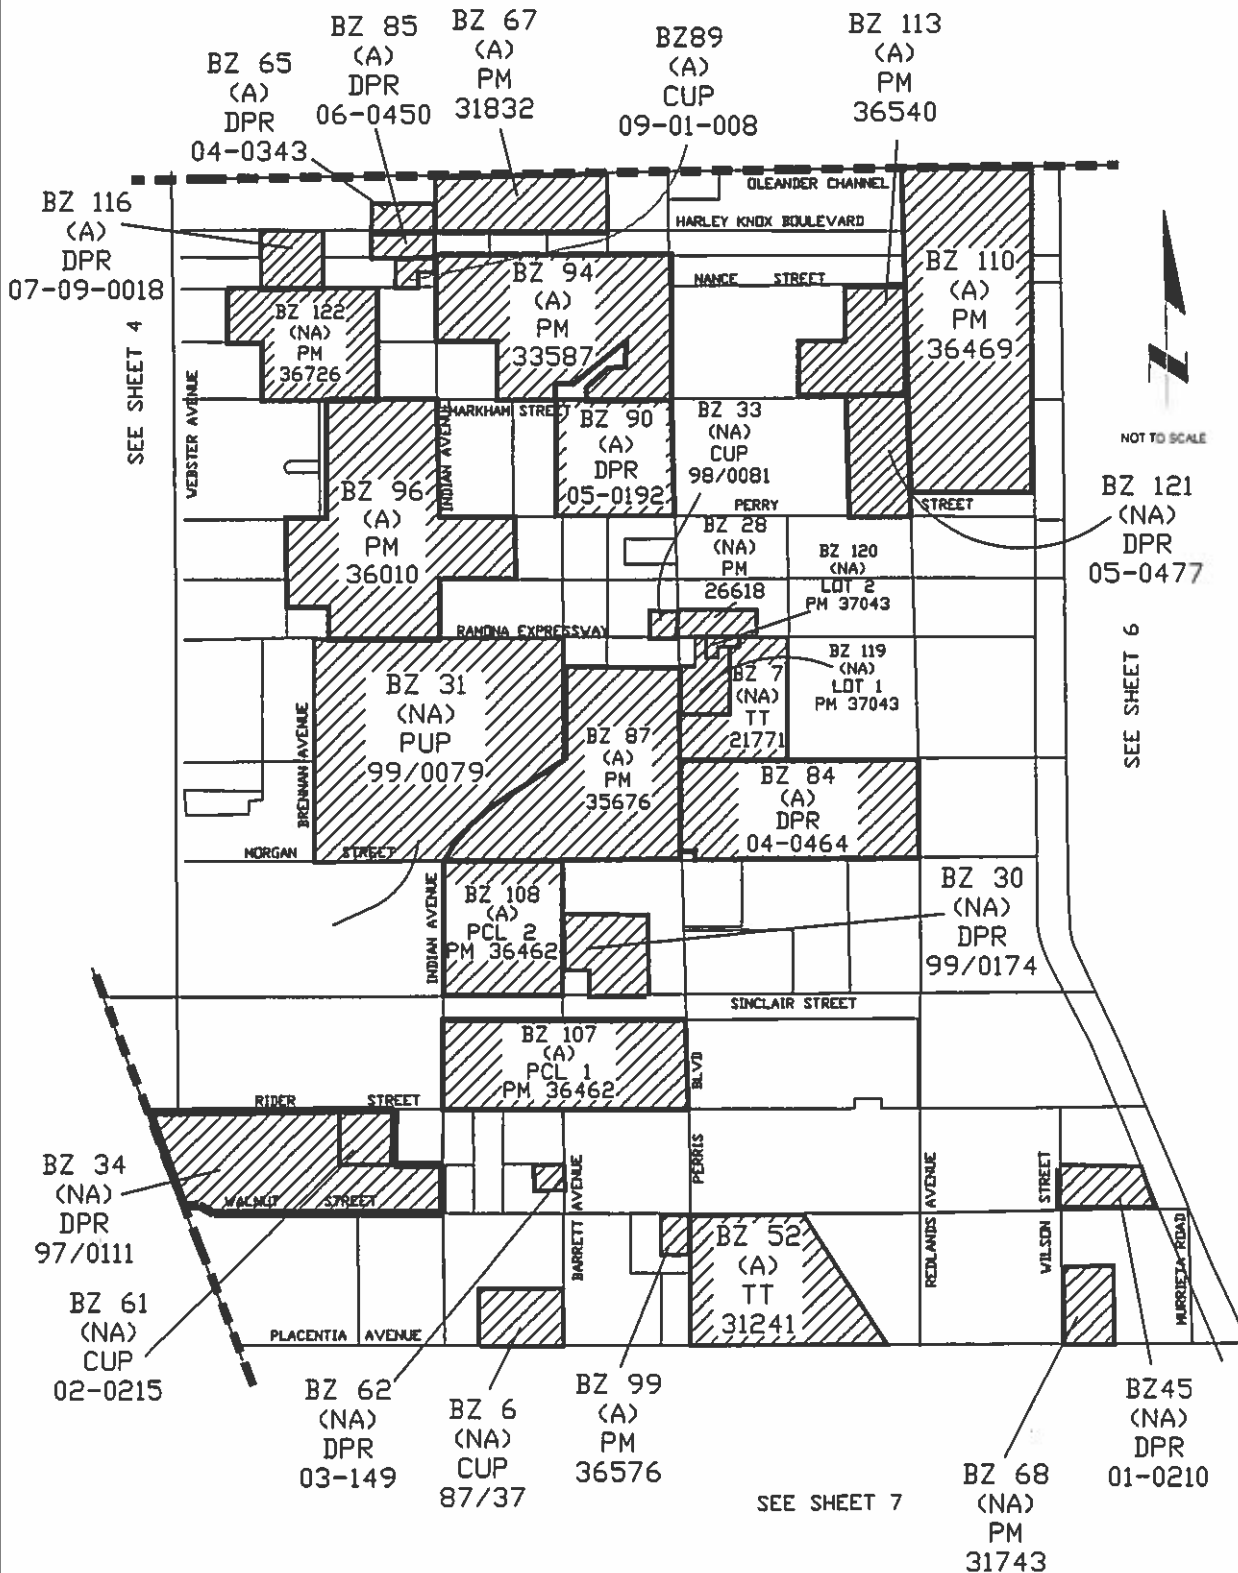 BZ 65
(A)
DPR
04-0343
BZ 85
(A)
DPR
06-0450
BZ 67
(A)
PM
31832
BZ89
(A)
CUP
09-01-008
BZ 113
(A)
PM
36540
BZ 116
(A)
DPR
07-09-0018
OLEANDER CHANNEL
HARLEY KNOX BOULEVARD
NANCE STREET
BZ 94
(A)
PM
33587
BZ 110
(A)
PM
36469
BZ 122
(NA)
PM
36726
SEE SHEET 4
WEBSTER AVENUE
MARKHAM STREET
INDIAN AVENUE
BZ 90
(A)
DPR
05-0192
BZ 33
(NA)
CUP
98/0081
NOT TO SCALE
BZ 96
(A)
PM
36010
PERRY STREET
BZ 121
(NA)
DPR
05-0477
BZ 28
(NA)
PM
26618
BZ 120
(NA)
LOT 2
PM 37043
RAMONA EXPRESSWAY
BZ 119
(NA)
LOT 1
PM 37043
SEE SHEET 6
BZ 31
(NA)
PUP
99/0079
BZ 7
(NA)
TT
21771
BZ 87
(A)
PM
35676
BRENNAN AVENUE
BZ 84
(A)
DPR
04-0464
MORGAN STREET
INDIAN AVENUE
BZ 108
(A)
PCL 2
PM 36462
BZ 30
(NA)
DPR
99/0174
SINCLAIR STREET
BZ 107
(A)
PCL 1
PM 36462
PERRIS BLVD
RIDER STREET
BZ 34
(NA)
DPR
97/0111
WALNUT STREET
BARRETT AVENUE
REDLANDS AVENUE
WILSON STREET
MURRIETA ROAD
BZ 52
(A)
TT
31241
BZ 61
(NA)
CUP
02-0215
PLACENTIA AVENUE
BZ 62
(NA)
DPR
03-149
BZ 6
(NA)
CUP
87/37
BZ 99
(A)
PM
36576
BZ45
(NA)
DPR
01-0210
BZ 68
(NA)
PM
31743
SEE SHEET 7